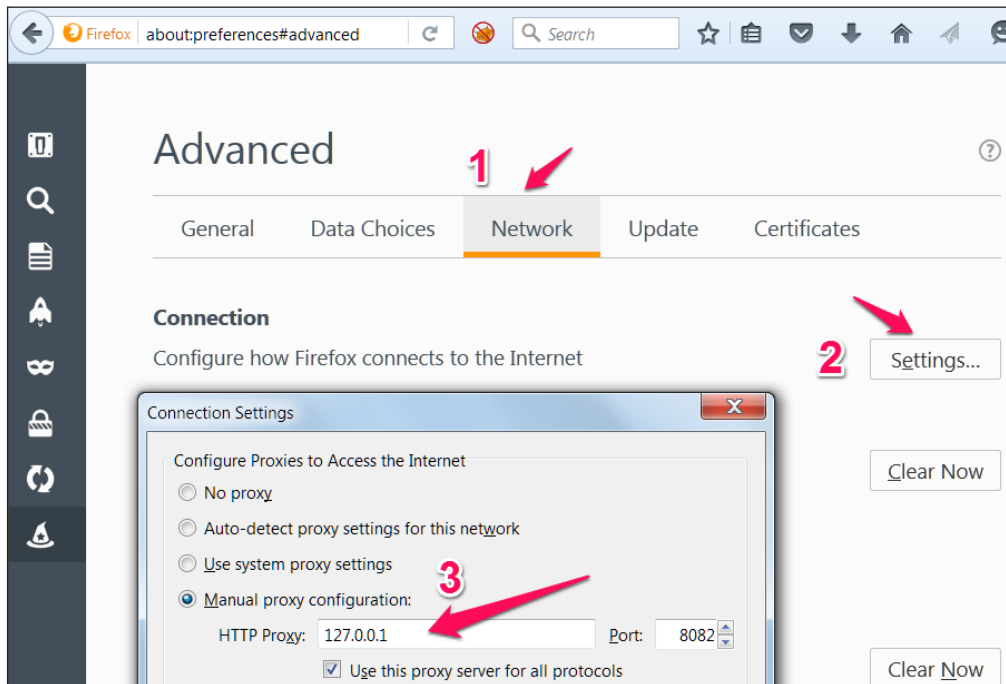 Firefox about:preferences#advanced Search
Advanced
1
General Data Choices Network Update Certificates
Connection
Configure how Firefox connects to the Internet
2
Settings...
Connection Settings
Configure Proxies to Access the Internet
Clear Now
No proxy
Auto-detect proxy settings for this network
Use system proxy settings
3
Manual proxy configuration:
HTTP Proxy: 127.0.0.1 Port: 8082
Use this proxy server for all protocols
Clear Now